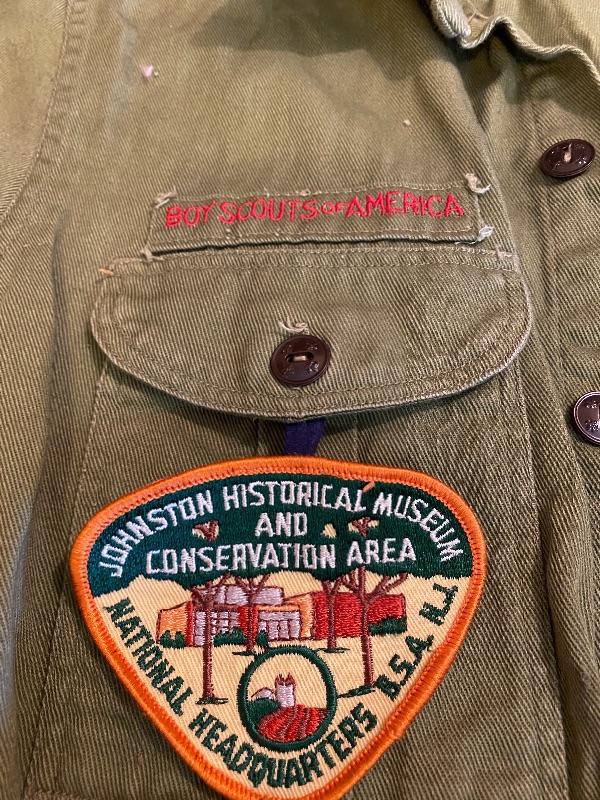 BOY SCOUTS OF AMERICA
JOHNSTON HISTORICAL MUSEUM
AND
CONSERVATION AREA
NATIONAL HEADQUARTERS B.S.A. N.J.